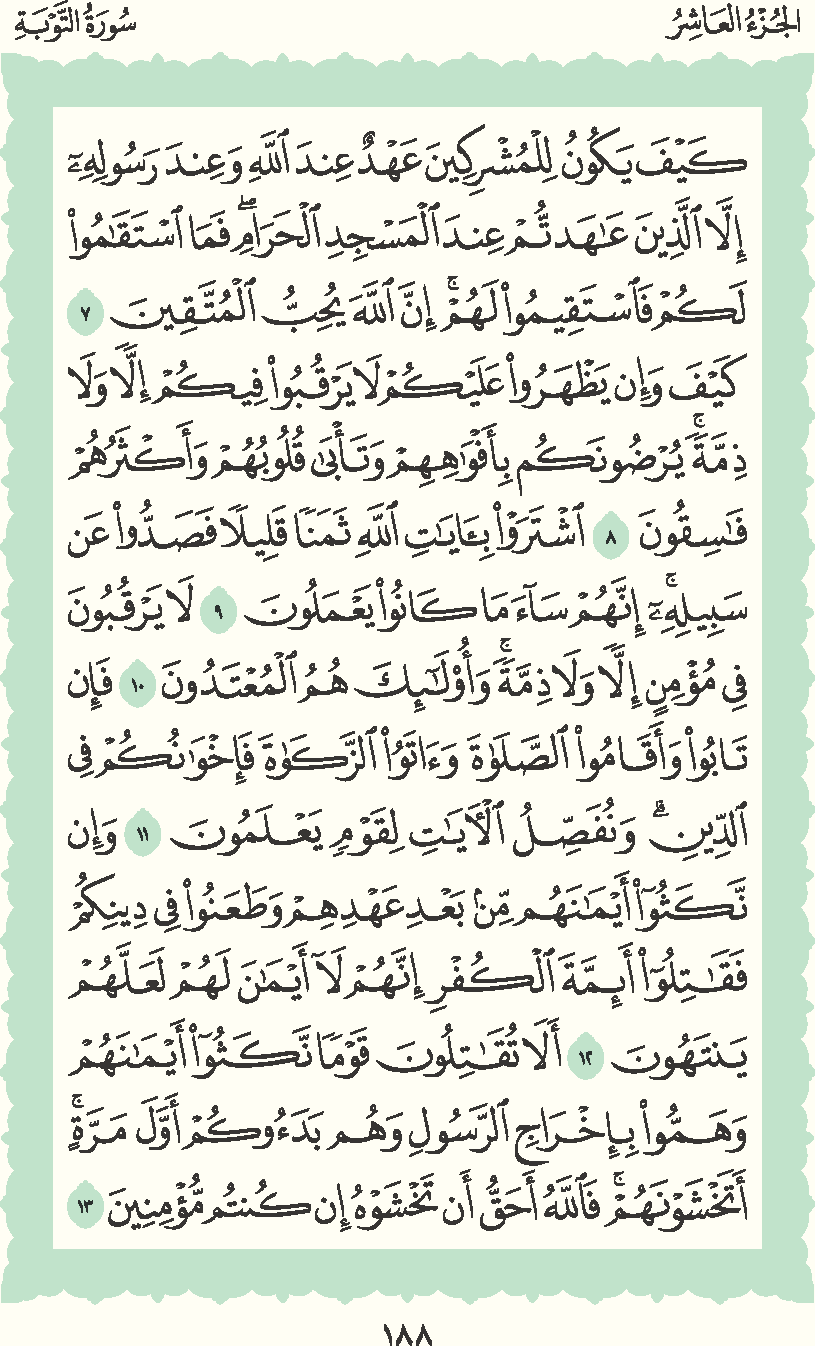 الجُزْءُ العَاشِرُ
سُورَةُ التَّوْبَةِ
كَيْفَ يَكُونُ لِلْمُشْرِكِينَ عَهْدٌ عِندَ ٱللَّهِ وَعِندَ رَسُولِهِۦٓ
إِلَّا ٱلَّذِينَ عَٰهَدتُّمْ عِندَ ٱلْمَسْجِدِ ٱلْحَرَامِۖ فَمَا ٱسْتَقَٰمُوا۟
لَكُمْ فَٱسْتَقِيمُوا۟ لَهُمْۚ إِنَّ ٱللَّهَ يُحِبُّ ٱلْمُتَّقِينَ ٧
كَيْفَ وَإِن يَظْهَرُوا۟ عَلَيْكُمْ لَا يَرْقُبُوا۟ فِيكُمْ إِلًّا وَلَا
ذِمَّةًۚ يُرْضُونَكُم بِأَفْوَٰهِهِمْ وَتَأْبَىٰ قُلُوبُهُمْ وَأَكْثَرُهُمْ
فَٰسِقُونَ ٨ ٱشْتَرَوْا۟ بِـَٔايَٰتِ ٱللَّهِ ثَمَنًا قَلِيلًا فَصَدُّوا۟ عَن
سَبِيلِهِۦٓۚ إِنَّهُمْ سَآءَ مَا كَانُوا۟ يَعْمَلُونَ ٩ لَا يَرْقُبُونَ
فِى مُؤْمِنٍ إِلًّا وَلَا ذِمَّةًۚ وَأُو۟لَٰٓئِكَ هُمُ ٱلْمُعْتَدُونَ ١٠ فَإِن
تَابُوا۟ وَأَقَامُوا۟ ٱلصَّلَوٰةَ وَءَاتَوُا۟ ٱلزَّكَوٰةَ فَإِخْوَٰنُكُمْ فِى
ٱلدِّينِۗ وَنُفَصِّلُ ٱلْءَايَٰتِ لِقَوْمٍ يَعْلَمُونَ ١١ وَإِن
نَّكَثُوٓا۟ أَيْمَٰنَهُم مِّنۢ بَعْدِ عَهْدِهِمْ وَطَعَنُوا۟ فِى دِينِكُمْ
فَقَٰتِلُوٓا۟ أَئِمَّةَ ٱلْكُفْرِ إِنَّهُمْ لَآ أَيْمَٰنَ لَهُمْ لَعَلَّهُمْ
يَنتَهُونَ ١٢ أَلَا تُقَٰتِلُونَ قَوْمًا نَّكَثُوٓا۟ أَيْمَٰنَهُمْ
وَهَمُّوا۟ بِإِخْرَاجِ ٱلرَّسُولِ وَهُم بَدَءُوكُمْ أَوَّلَ مَرَّةٍۚ
أَتَخْشَوْنَهُمْۚ فَٱللَّهُ أَحَقُّ أَن تَخْشَوْهُ إِن كُنتُم مُّؤْمِنِينَ ١٣
١٨٨